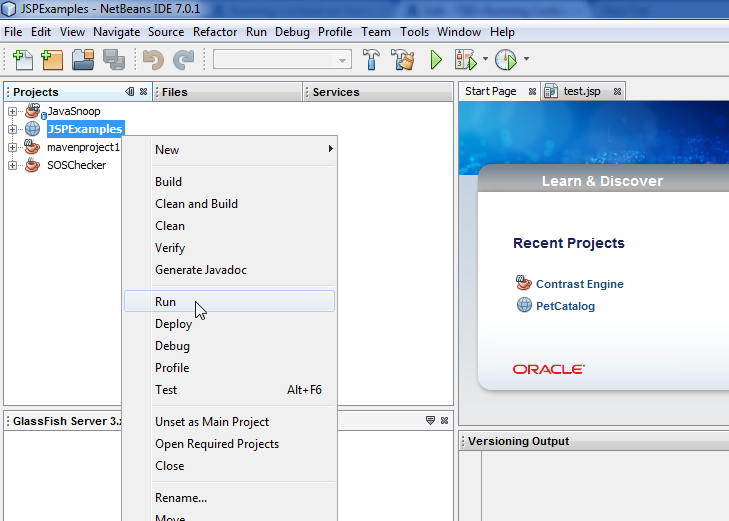 JSPExamples - NetBeans IDE 7.0.1
File Edit View Navigate Source Refactor Run Debug Profile Team Tools Window Help
Projects Files Services
JavaSnoop
JSPExamples
mavenproject1
SOSChecker
New
Build
Clean and Build
Clean
Verify
Generate Javadoc
Run
Deploy
Debug
Profile
Test Alt+F6
Unset as Main Project
Open Required Projects
Close
Rename...
Move
GlassFish Server 3.
Start Page test.jsp
Learn & Discover
Recent Projects
Contrast Engine
PetCatalog
ORACLE
Versioning Output